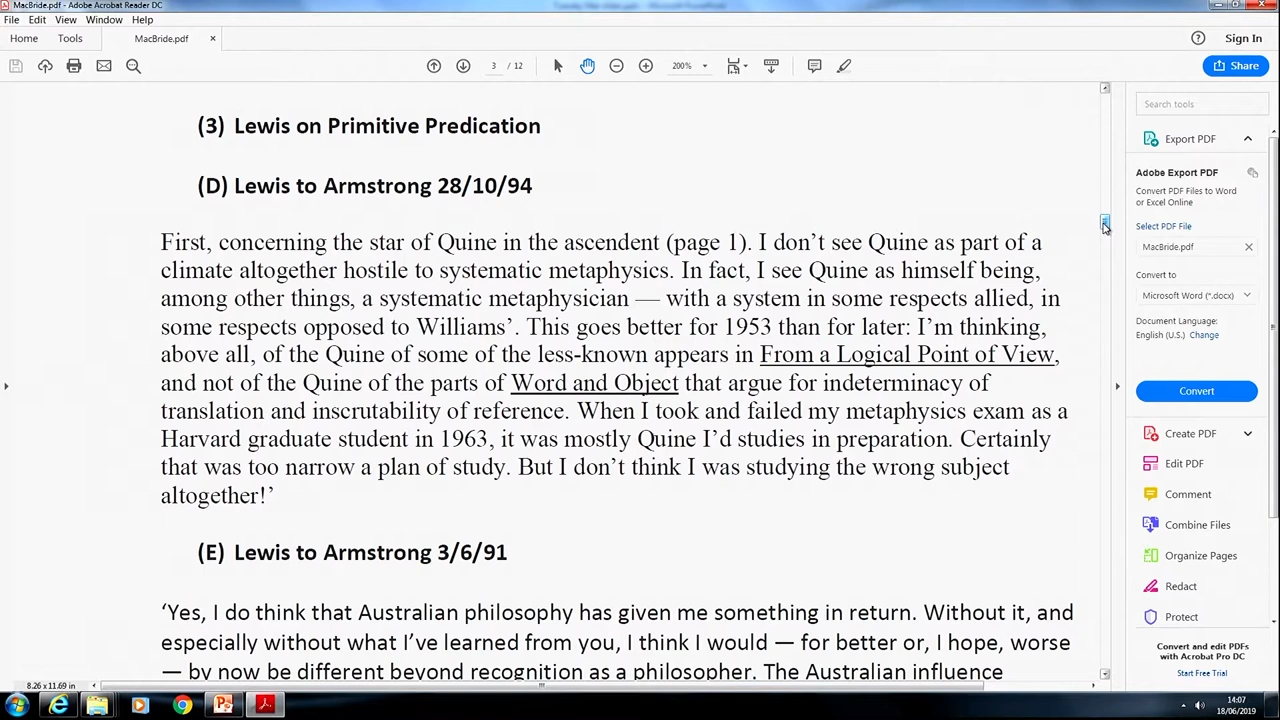 MacBride.pdf - Adobe Acrobat Reader DC
File Edit View Window Help
Home Tools MacBride.pdf × Sign In
3 / 12 200% Share
(3) Lewis on Primitive Predication
(D) Lewis to Armstrong 28/10/94
First, concerning the star of Quine in the ascendent (page 1). I don't see Quine as part of a
climate altogether hostile to systematic metaphysics. In fact, I see Quine as himself being,
among other things, a systematic metaphysician — with a system in some respects allied, in
some respects opposed to Williams'. This goes better for 1953 than for later: I'm thinking,
above all, of the Quine of some of the less-known appears in From a Logical Point of View,
and not of the Quine of the parts of Word and Object that argue for indeterminacy of
translation and inscrutability of reference. When I took and failed my metaphysics exam as a
Harvard graduate student in 1963, it was mostly Quine I'd studies in preparation. Certainly
that was too narrow a plan of study. But I don't think I was studying the wrong subject
altogether!'
(E) Lewis to Armstrong 3/6/91
'Yes, I do think that Australian philosophy has given me something in return. Without it, and
especially without what I've learned from you, I think I would — for better or, I hope, worse
— by now be different beyond recognition as a philosopher. The Australian influence
8.26 x 11.69 in
Search tools
Export PDF
Adobe Export PDF
Convert PDF Files to Word
or Excel Online
Select PDF File
MacBride.pdf
Convert to
Microsoft Word (*.docx)
Document Language:
English (U.S.) Change
Convert
Create PDF
Edit PDF
Comment
Combine Files
Organize Pages
Redact
Protect
Convert and edit PDFs
with Acrobat Pro DC
Start Free Trial
14:07
18/06/2019